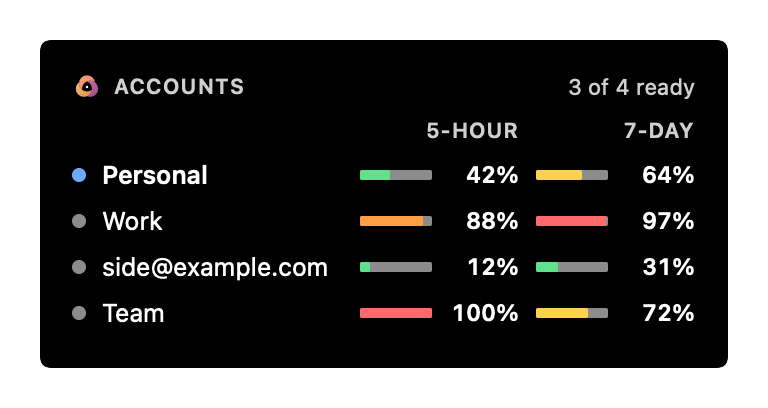 ACCOUNTS 3 of 4 ready
5-HOUR 7-DAY
Personal 42% 64%
Work 88% 97%
side@example.com 12% 31%
Team 100% 72%